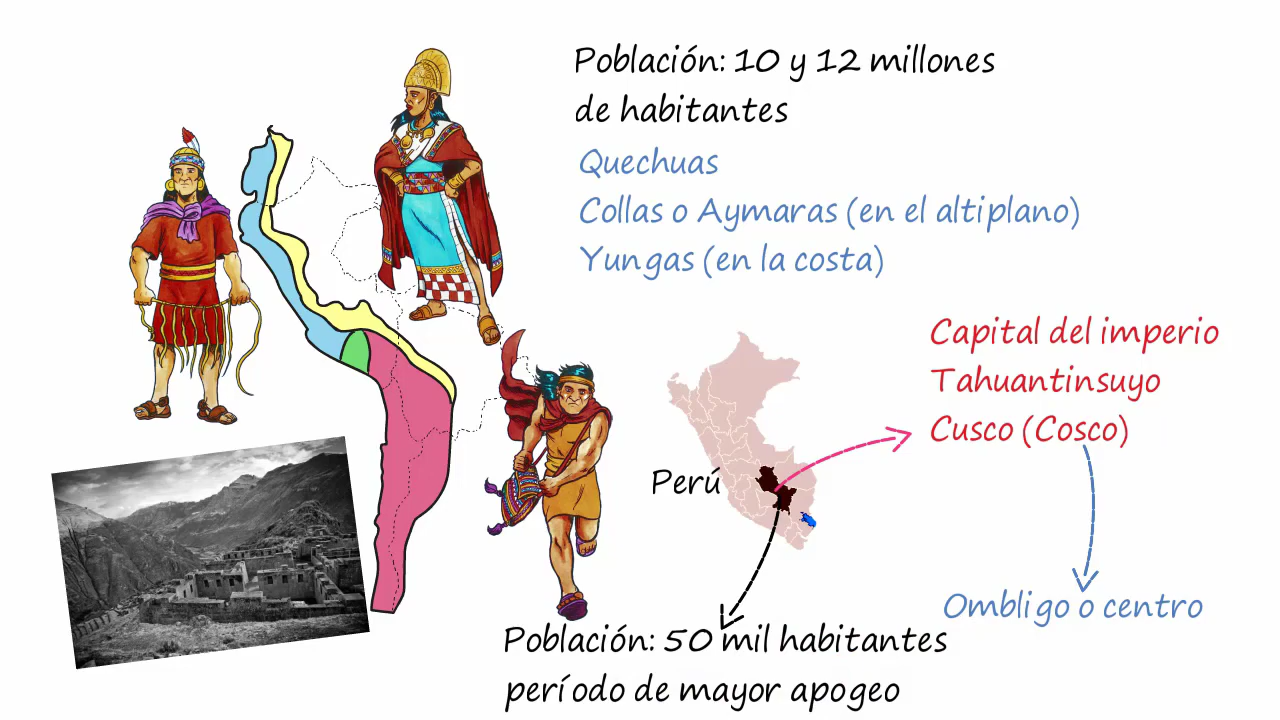 Población: 10 y 12 millones
de habitantes
Quechuas
Collas o Aymaras (en el altiplano)
Yungas (en la costa)
Capital del imperio
Tahuantinsuyo
Cusco (Cosco)
Perú
Ombligo o centro
Población: 50 mil habitantes
período de mayor apogeo